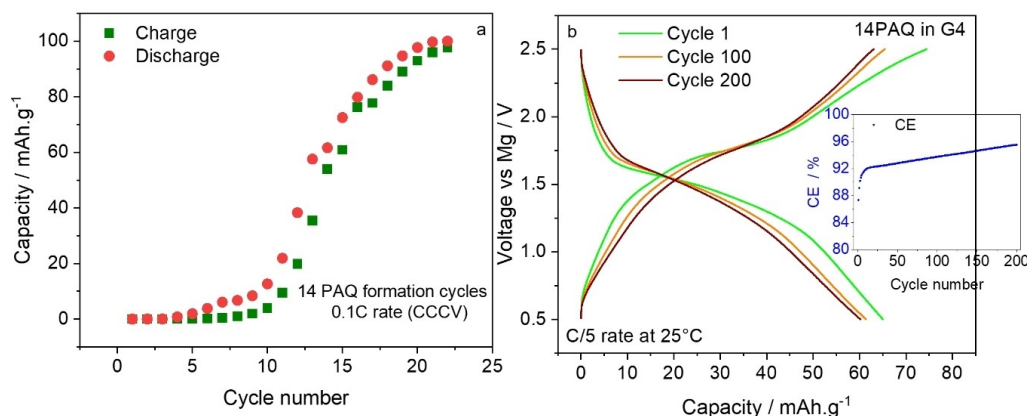 a
Charge
Discharge
100
80
60
40
20
0
Capacity / mAh.g⁻¹
14 PAQ formation cycles
0.1C rate (CCCV)
0
5
10
15
20
25
Cycle number
b
14PAQ in G4
Cycle 1
Cycle 100
Cycle 200
2.5
2.0
1.5
1.0
0.5
Voltage vs Mg / V
C/5 rate at 25°C
0
10
20
30
40
50
60
70
80
Capacity / mAh.g⁻¹
CE
100
96
92
88
84
80
CE / %
0
50
100
150
200
Cycle number